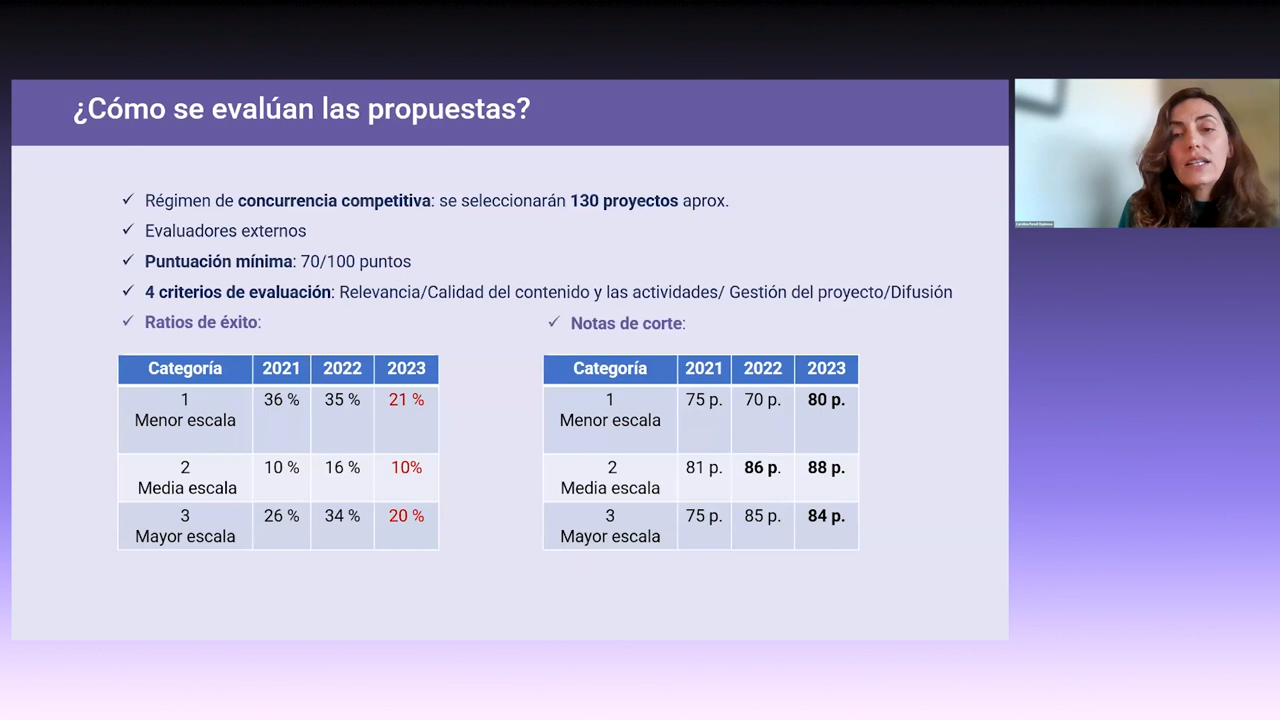 ¿Cómo se evalúan las propuestas?
✓ Régimen de concurrencia competitiva: se seleccionarán 130 proyectos aprox.
✓ Evaluadores externos
✓ Puntuación mínima: 70/100 puntos
✓ 4 criterios de evaluación: Relevancia/Calidad del contenido y las actividades/ Gestión del proyecto/Difusión
✓ Ratios de éxito:
Categoría 2021 2022 2023
1 36 % 35 % 21 %
Menor escala
2 10 % 16 % 10%
Media escala
3 26 % 34 % 20 %
Mayor escala
✓ Notas de corte:
Categoría 2021 2022 2023
1 75 p. 70 p. 80 p.
Menor escala
2 81 p. 86 p. 88 p.
Media escala
3 75 p. 85 p. 84 p.
Mayor escala